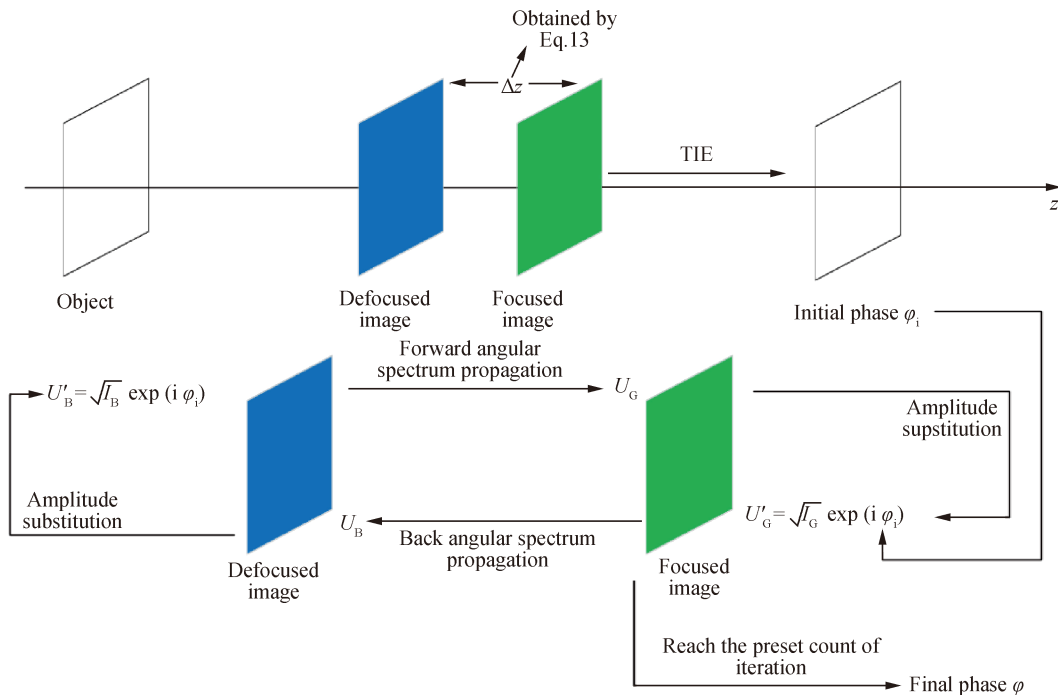 Obtained by
Eq.13
Δz
TIE
z
Object
Defocused
image
Focused
image
Initial phase φi
Forward angular
spectrum propagation
U′B = √IB exp (i φi)
UG
Amplitude
supstitution
Amplitude
substitution
UB
U′G = √IG exp (i φi)
Back angular spectrum
propagation
Defocused
image
Focused
image
Reach the preset count of
iteration
Final phase φ